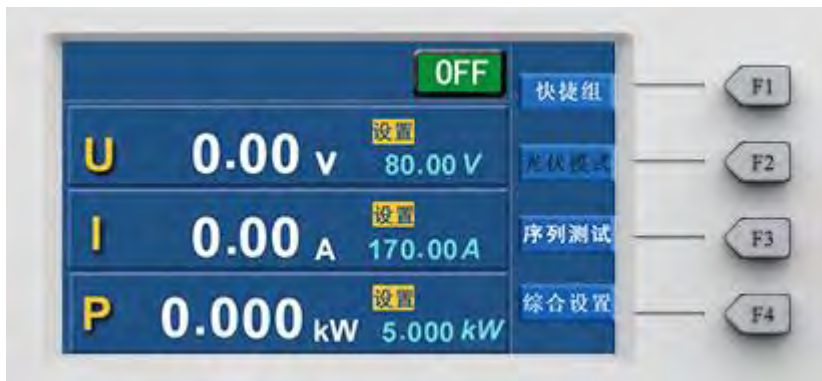 OFF
快捷组
F1
设置
U 0.00 V 80.00 V
光伏模式
F2
设置
I 0.00 A 170.00 A
序列测试
F3
设置
P 0.000 kW 5.000 kW
综合设置
F4